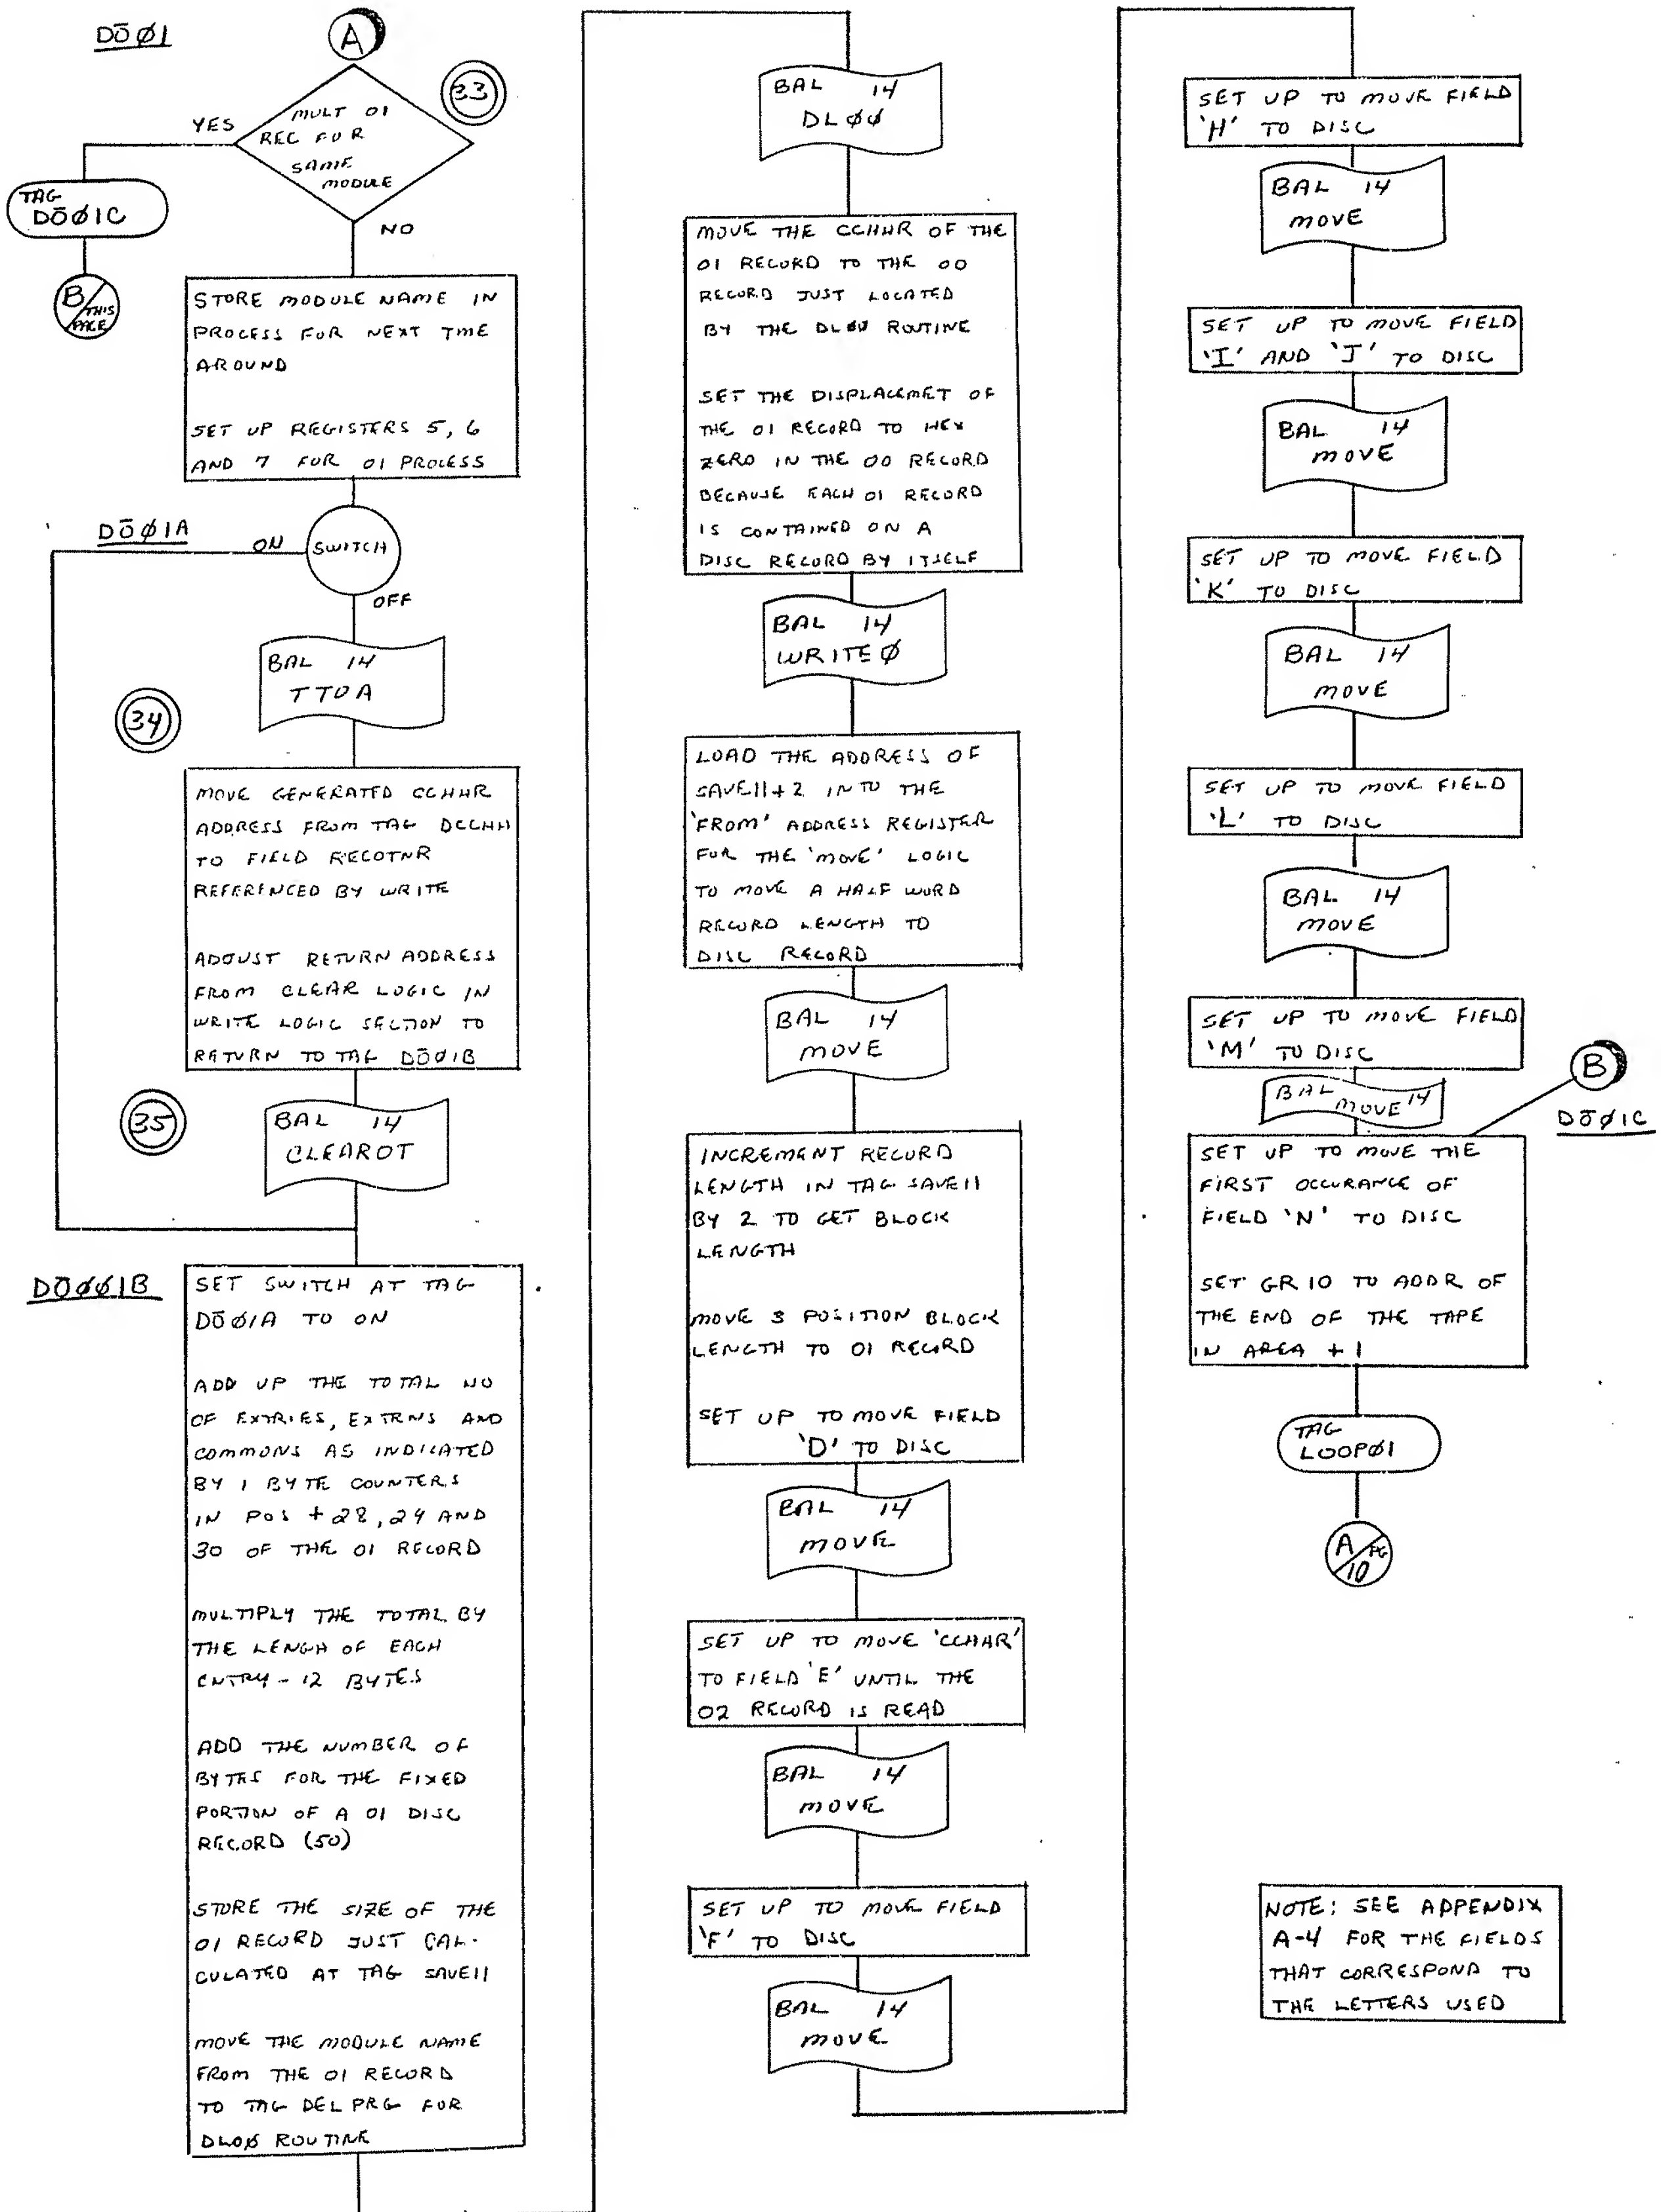 DŌØ1
A
33
MULT 01
REC FOR
SAME
MODULE
YES
NO
TAG
DŌØ1C
B/THIS
PAGE
STORE MODULE NAME IN
PROCESS FOR NEXT TME
AROUND
SET UP REGISTERS 5, 6
AND 7 FOR 01 PROCESS
DŌØ1A
ON
SWITCH
OFF
BAL 14
TTOA
34
MOVE GENERATED CCHHR
ADDRESS FROM TAG DCCHH
TO FIELD RECOTNR
REFERENCED BY WRITE
ADJUST RETURN ADDRESS
FROM CLEAR LOGIC IN
WRITE LOGIC SECTION TO
RETURN TO TAG DŌØ1B
35
BAL 14
CLEAROT
DŌØØ1B
SET SWITCH AT TAG
DŌØ1A TO ON
ADD UP THE TOTAL NO
OF EXTRIES, EXTRNS AND
COMMONS AS INDICATED
BY 1 BYTE COUNTERS
IN POS +28, 29 AND
30 OF THE 01 RECORD
MULTIPLY THE TOTAL BY
THE LENGH OF EACH
ENTRY - 12 BYTES
ADD THE NUMBER OF
BYTES FOR THE FIXED
PORTION OF A 01 DISC
RECORD (50)
STORE THE SIZE OF THE
01 RECORD JUST CAL-
CULATED AT TAG SAVE11
MOVE THE MODULE NAME
FROM THE 01 RECORD
TO TAG DELPRG FOR
DL0Ø ROUTINE
BAL 14
DLØØ
MOVE THE CCHHR OF THE
01 RECORD TO THE 00
RECORD JUST LOCATED
BY THE DLØØ ROUTINE
SET THE DISPLACEMET OF
THE 01 RECORD TO HEX
ZERO IN THE 00 RECORD
BECAUSE EACH 01 RECORD
IS CONTAINED ON A
DISC RECORD BY ITSELF
BAL 14
WRITEØ
LOAD THE ADDRESS OF
SAVE11+2 INTO THE
'FROM' ADDRESS REGISTER
FOR THE 'MOVE' LOGIC
TO MOVE A HALF WORD
RECORD LENGTH TO
DISC RECORD
BAL 14
MOVE
INCREMENT RECORD
LENGTH IN TAG SAVE11
BY 2 TO GET BLOCK
LENGTH
MOVE 3 POSITION BLOCK
LENGTH TO 01 RECORD
SET UP TO MOVE FIELD
'D' TO DISC
BAL 14
MOVE
SET UP TO MOVE 'CCHHR'
TO FIELD 'E' UNTIL THE
02 RECORD IS READ
BAL 14
MOVE
SET UP TO MOVE FIELD
'F' TO DISC
BAL 14
MOVE
SET UP TO MOVE FIELD
'H' TO DISC
BAL 14
MOVE
SET UP TO MOVE FIELD
'I' AND 'J' TO DISC
BAL 14
MOVE
SET UP TO MOVE FIELD
'K' TO DISC
BAL 14
MOVE
SET UP TO MOVE FIELD
'L' TO DISC
BAL 14
MOVE
SET UP TO MOVE FIELD
'M' TO DISC
BAL 14
MOVE
B
DŌØ1C
SET UP TO MOVE THE
FIRST OCCURANCE OF
FIELD 'N' TO DISC
SET GR 10 TO ADDR OF
THE END OF THE TAPE
IN AREA +1
TAG
LOOPØ1
A/PG
10
NOTE: SEE APPENDIX
A-4 FOR THE FIELDS
THAT CORRESPOND TO
THE LETTERS USED